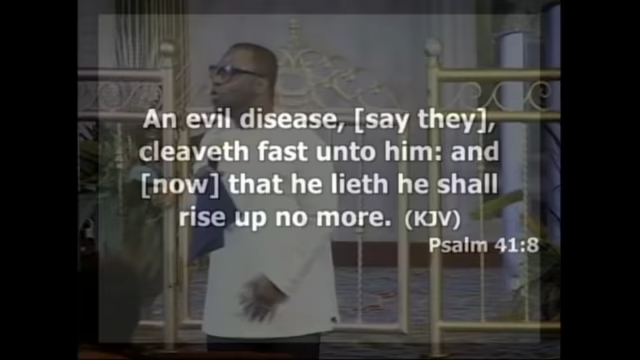 An evil disease, [say they],
cleaveth fast unto him: and
[now] that he lieth he shall
rise up no more. (KJV)
Psalm 41:8